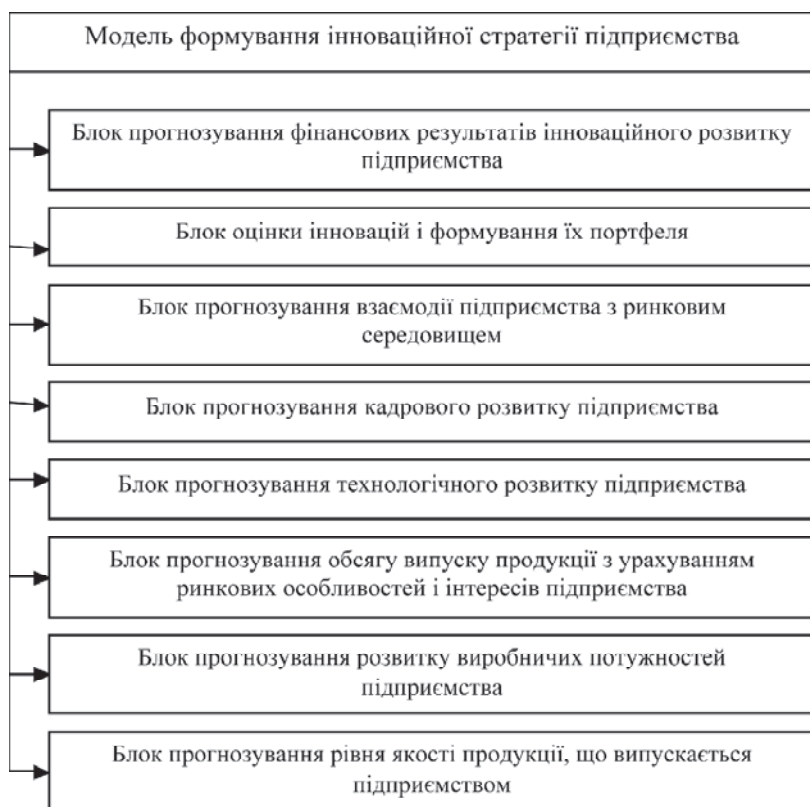 Модель формування інноваційної стратегії підприємства
Блок прогнозування фінансових результатів інноваційного розвитку
підприємства
Блок оцінки інновацій і формування їх портфеля
Блок прогнозування взаємодії підприємства з ринковим
середовищем
Блок прогнозування кадрового розвитку підприємства
Блок прогнозування технологічного розвитку підприємства
Блок прогнозування обсягу випуску продукції з урахуванням
ринкових особливостей і інтересів підприємства
Блок прогнозування розвитку виробничих потужностей
підприємства
Блок прогнозування рівня якості продукції, що випускається
підприємством